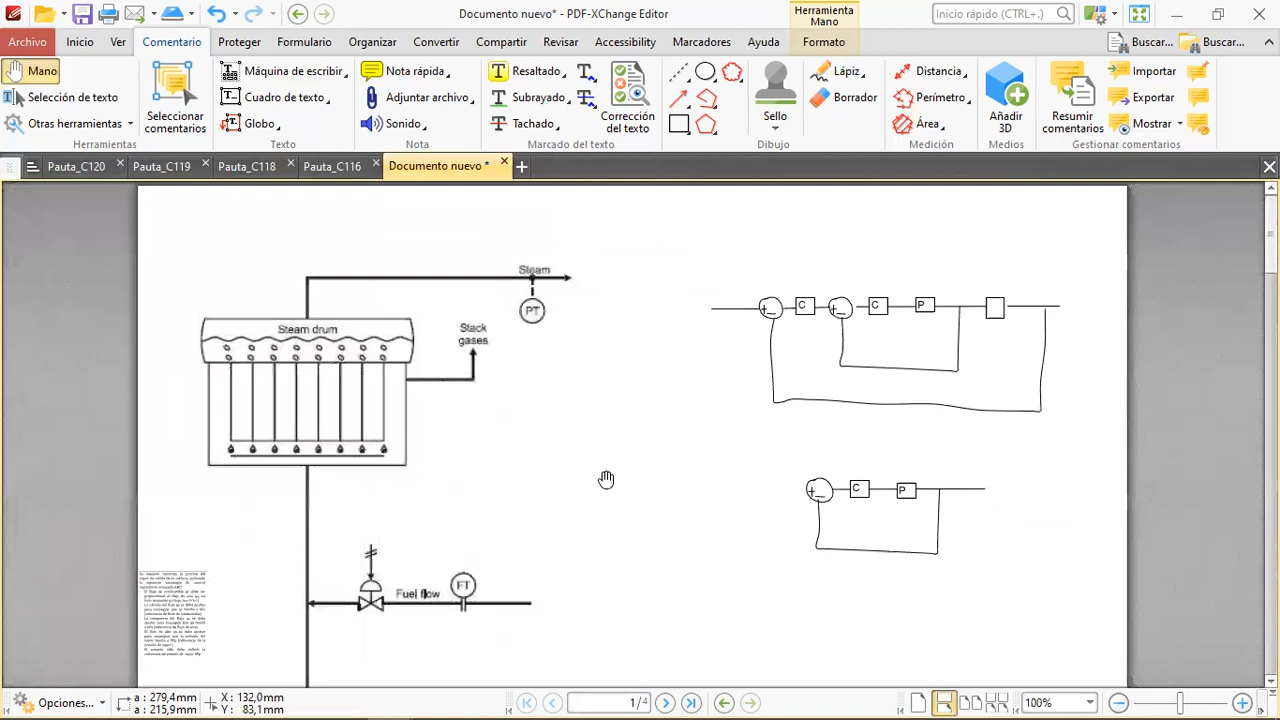 Documento nuevo * - PDF-XChange Editor
Herramienta
Mano
Inicio rápido (CTRL+.)
Archivo
Inicio
Ver
Comentario
Proteger
Formulario
Organizar
Convertir
Compartir
Revisar
Accessibility
Marcadores
Ayuda
Formato
Buscar...
Buscar...
Mano
Selección de texto
Otras herramientas
Herramientas
Seleccionar
comentarios
Máquina de escribir
Cuadro de texto
Globo
Texto
Nota rápida
Adjuntar archivo
Sonido
Nota
Resaltado
Subrayado
Tachado
Corrección
del texto
Marcado del texto
Sello
Lápiz
Borrador
Dibujo
Distancia
Perímetro
Área
Medición
Añadir
3D
Medios
Resumir
comentarios
Importar
Exportar
Mostrar
Gestionar comentarios
Pauta_C120
Pauta_C119
Pauta_C118
Pauta_C116
Documento nuevo *
Steam
PT
Steam drum
Stack
gases
+_ C +_ C P
+_ C P
Fuel flow
FT
Opciones...
a : 279,4mm
a : 215,9mm
X : 132,0mm
Y : 83,1mm
1/4
100%